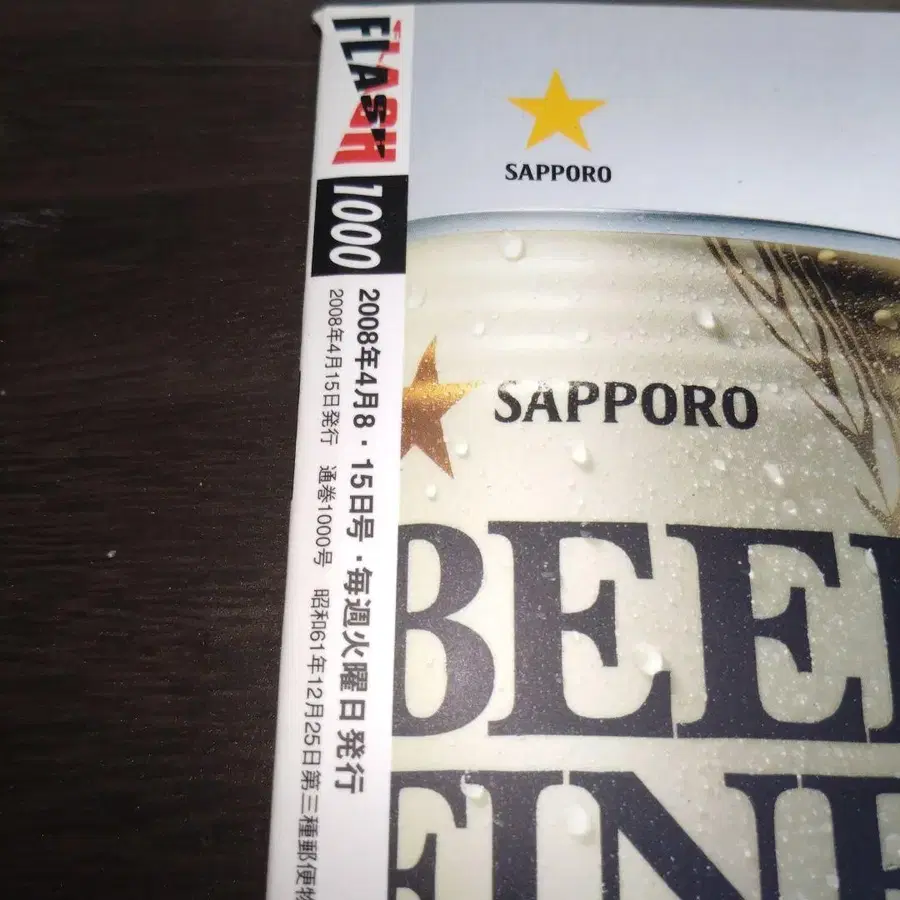 FLASH
1000
2008年4月8・15日号・毎週火曜日発行
2008年4月15日発行 通巻1000号 昭和61年12月25日第三種郵便物
SAPPORO
SAPPORO
BEE
FINE